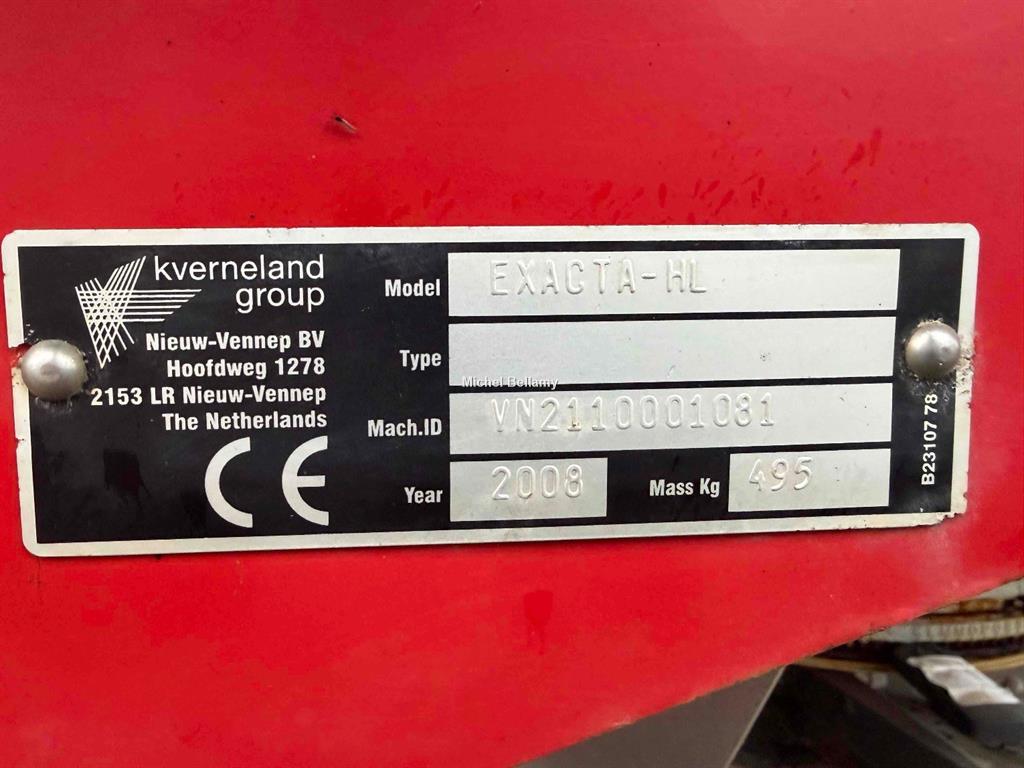 kverneland
group
Nieuw-Vennep BV
Hoofdweg 1278
2153 LR Nieuw-Vennep
The Netherlands
CE
Model EXACTA-HL
Type
Michel Bellamy
Mach.ID VN2110001081
Year 2008 Mass Kg 495
B23107 78